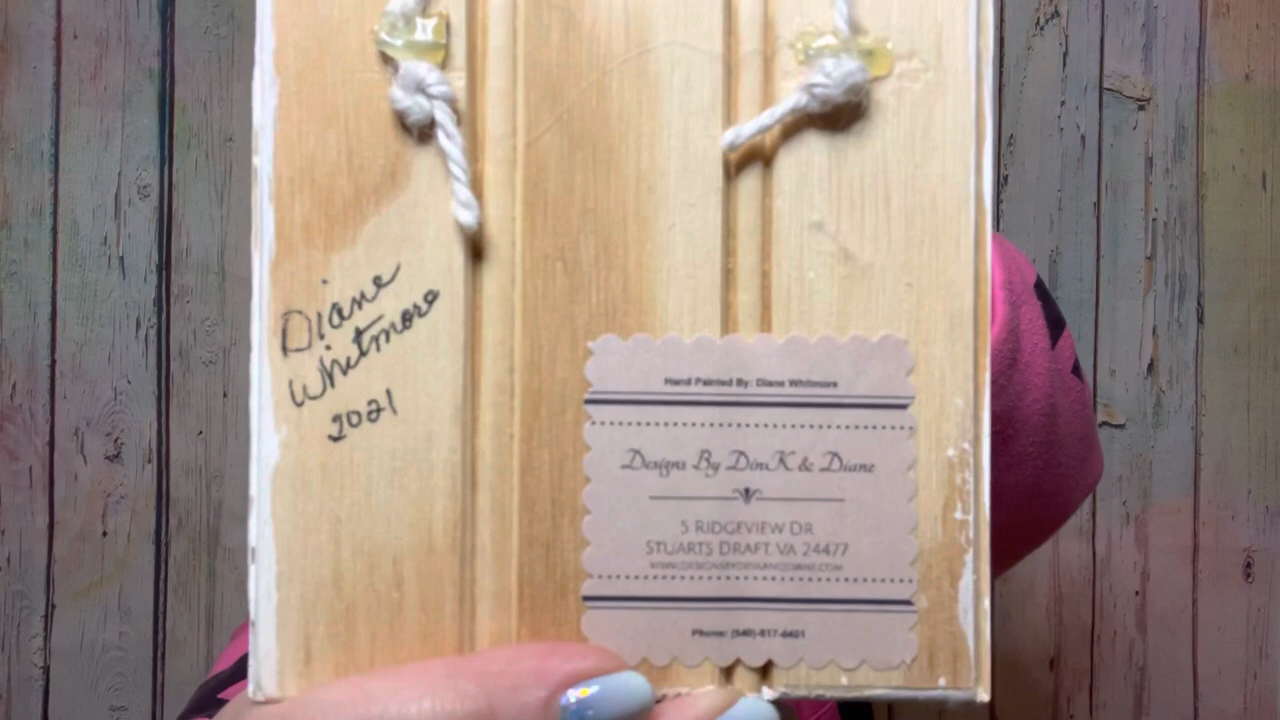 Diane
Whitmore
2021
Hand Painted By: Diane Whitmore
Designs By DinK & Diane
5 RIDGEVIEW DR
STUARTS DRAFT, VA 24477
Phone: